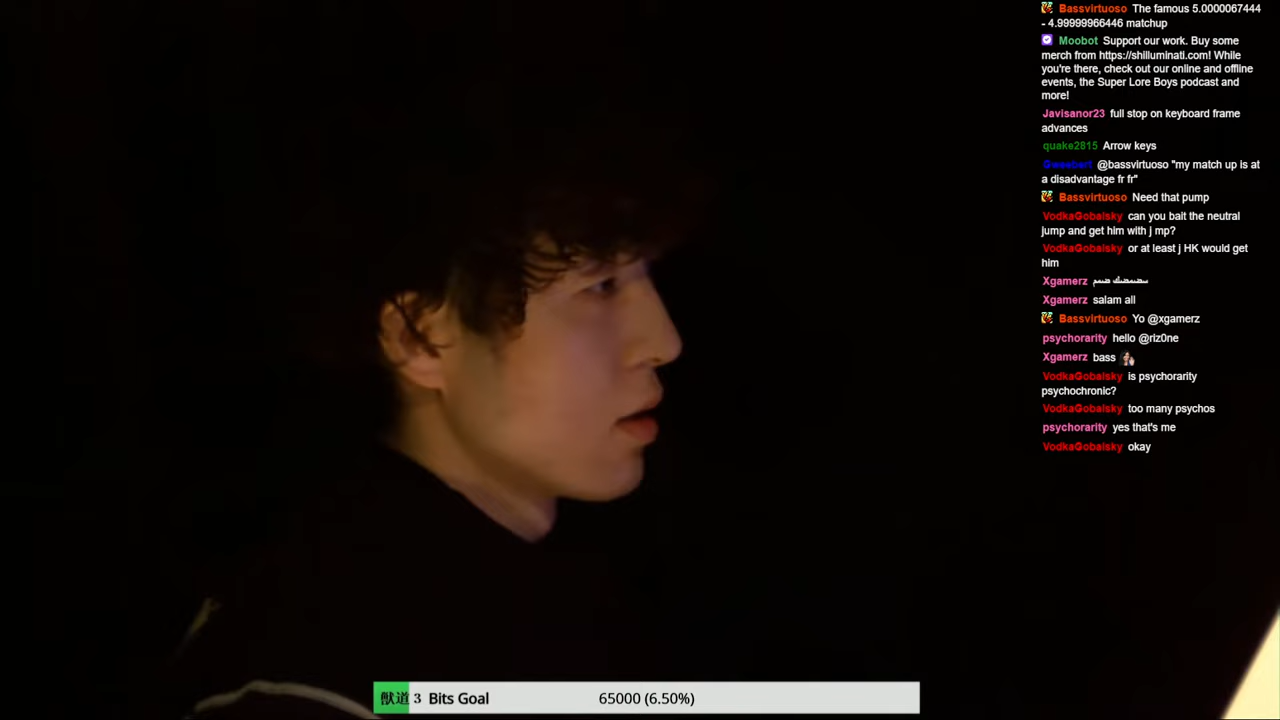 Bassvirtuoso The famous 5.0000067444
- 4.99999966446 matchup
Moobot Support our work. Buy some
merch from https://shilluminati.com! While
you're there, check out our online and offline
events, the Super Lore Boys podcast and
more!
Javisanor23 full stop on keyboard frame
advances
quake2815 Arrow keys
@bassvirtuoso "my match up is at
a disadvantage fr fr"
Bassvirtuoso Need that pump
VodkaGobalsky can you bait the neutral
jump and get him with j mp?
VodkaGobalsky or at least j HK would get
him
Xgamerz
Xgamerz salam all
Bassvirtuoso Yo @xgamerz
psychorarity hello @riz0ne
Xgamerz bass
VodkaGobalsky is psychorarity
psychochronic?
VodkaGobalsky too many psychos
psychorarity yes that's me
VodkaGobalsky okay
獣道 3 Bits Goal 65000 (6.50%)